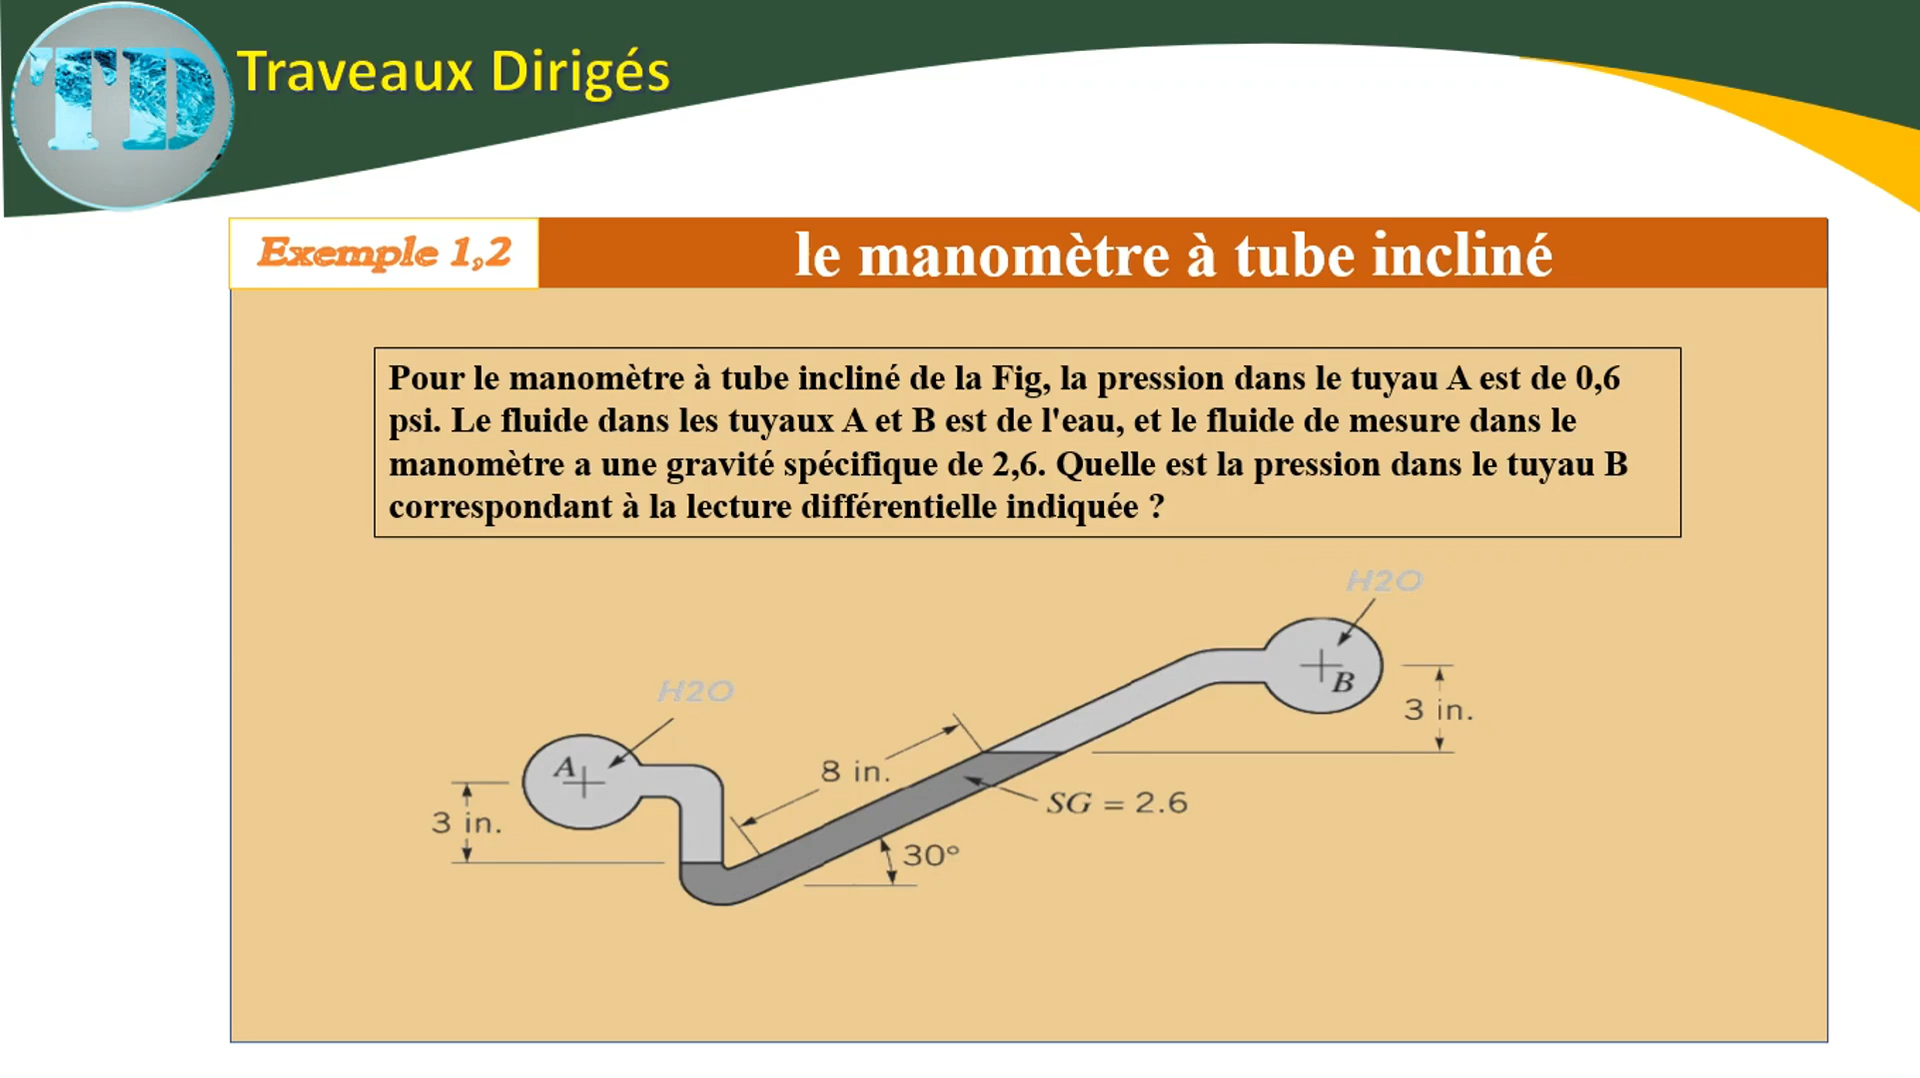 TD
Traveaux Dirigés
Exemple 1,2
le manomètre à tube incliné
Pour le manomètre à tube incliné de la Fig, la pression dans le tuyau A est de 0,6
psi. Le fluide dans les tuyaux A et B est de l'eau, et le fluide de mesure dans le
manomètre a une gravité spécifique de 2,6. Quelle est la pression dans le tuyau B
correspondant à la lecture différentielle indiquée ?
H2O
B
3 in.
H2O
A
8 in.
SG = 2.6
3 in.
30°